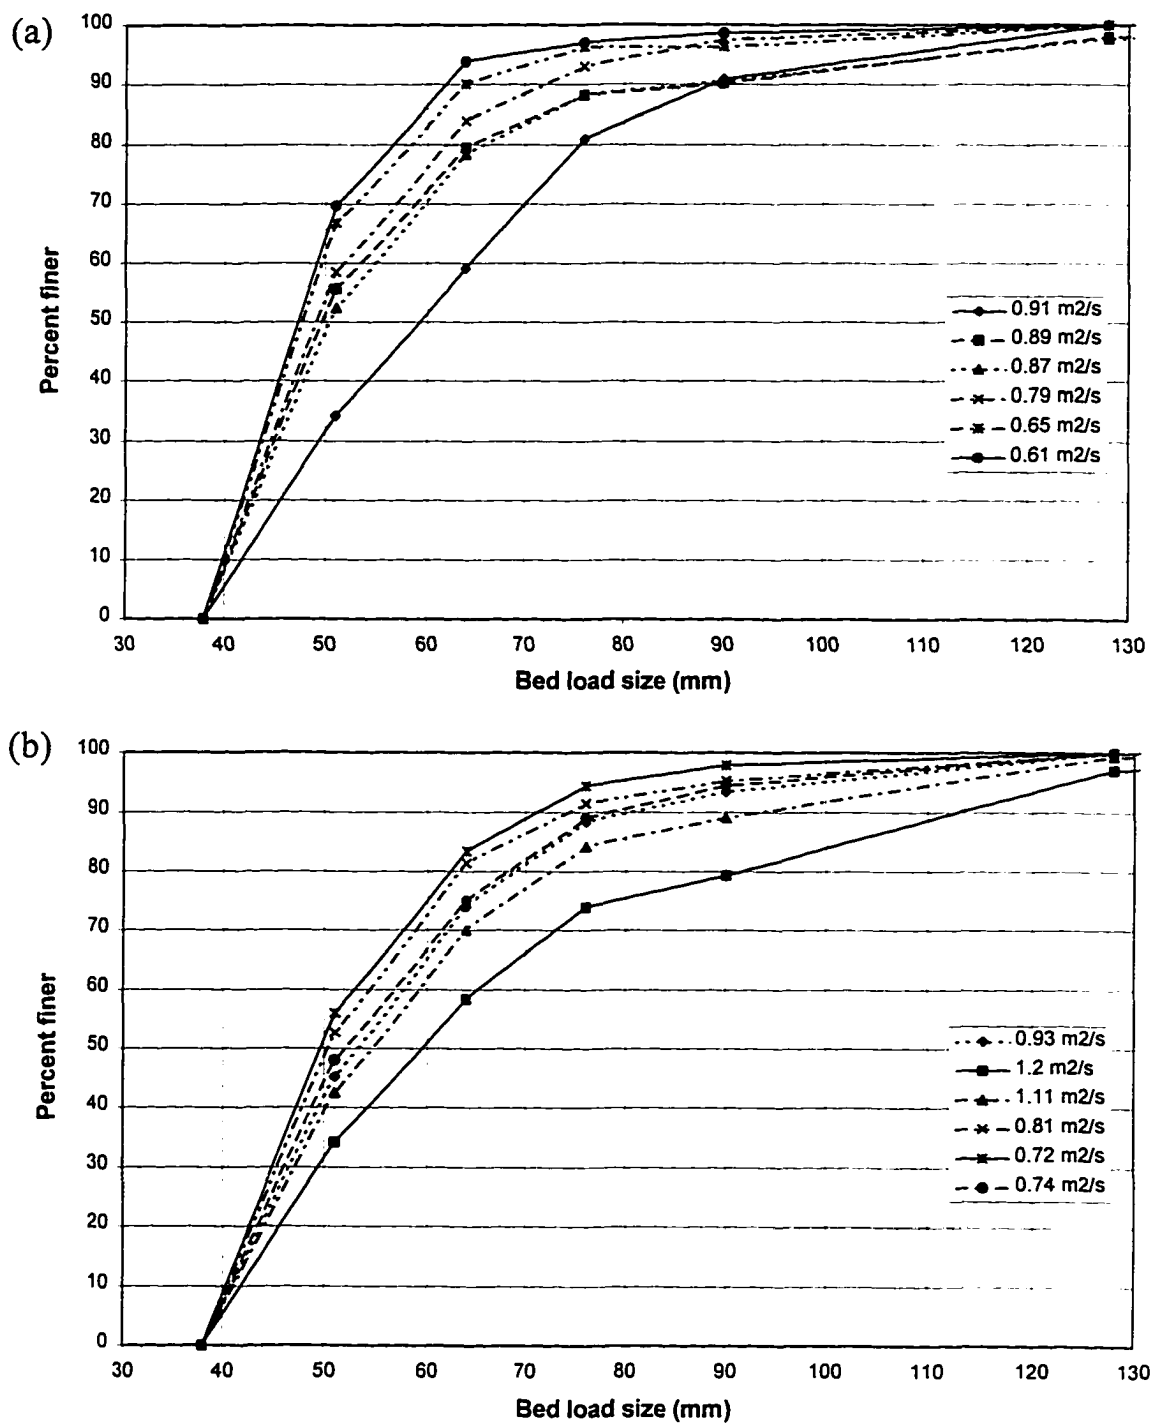 (a)
100
90
80
70
60
50
40
30
20
10
0
Percent finer
0.91 m2/s
0.89 m2/s
0.87 m2/s
0.79 m2/s
0.65 m2/s
0.61 m2/s
30 40 50 60 70 80 90 100 110 120 130
Bed load size (mm)
(b)
100
90
80
70
60
50
40
30
20
10
0
Percent finer
0.93 m2/s
1.2 m2/s
1.11 m2/s
0.81 m2/s
0.72 m2/s
0.74 m2/s
30 40 50 60 70 80 90 100 110 120 130
Bed load size (mm)